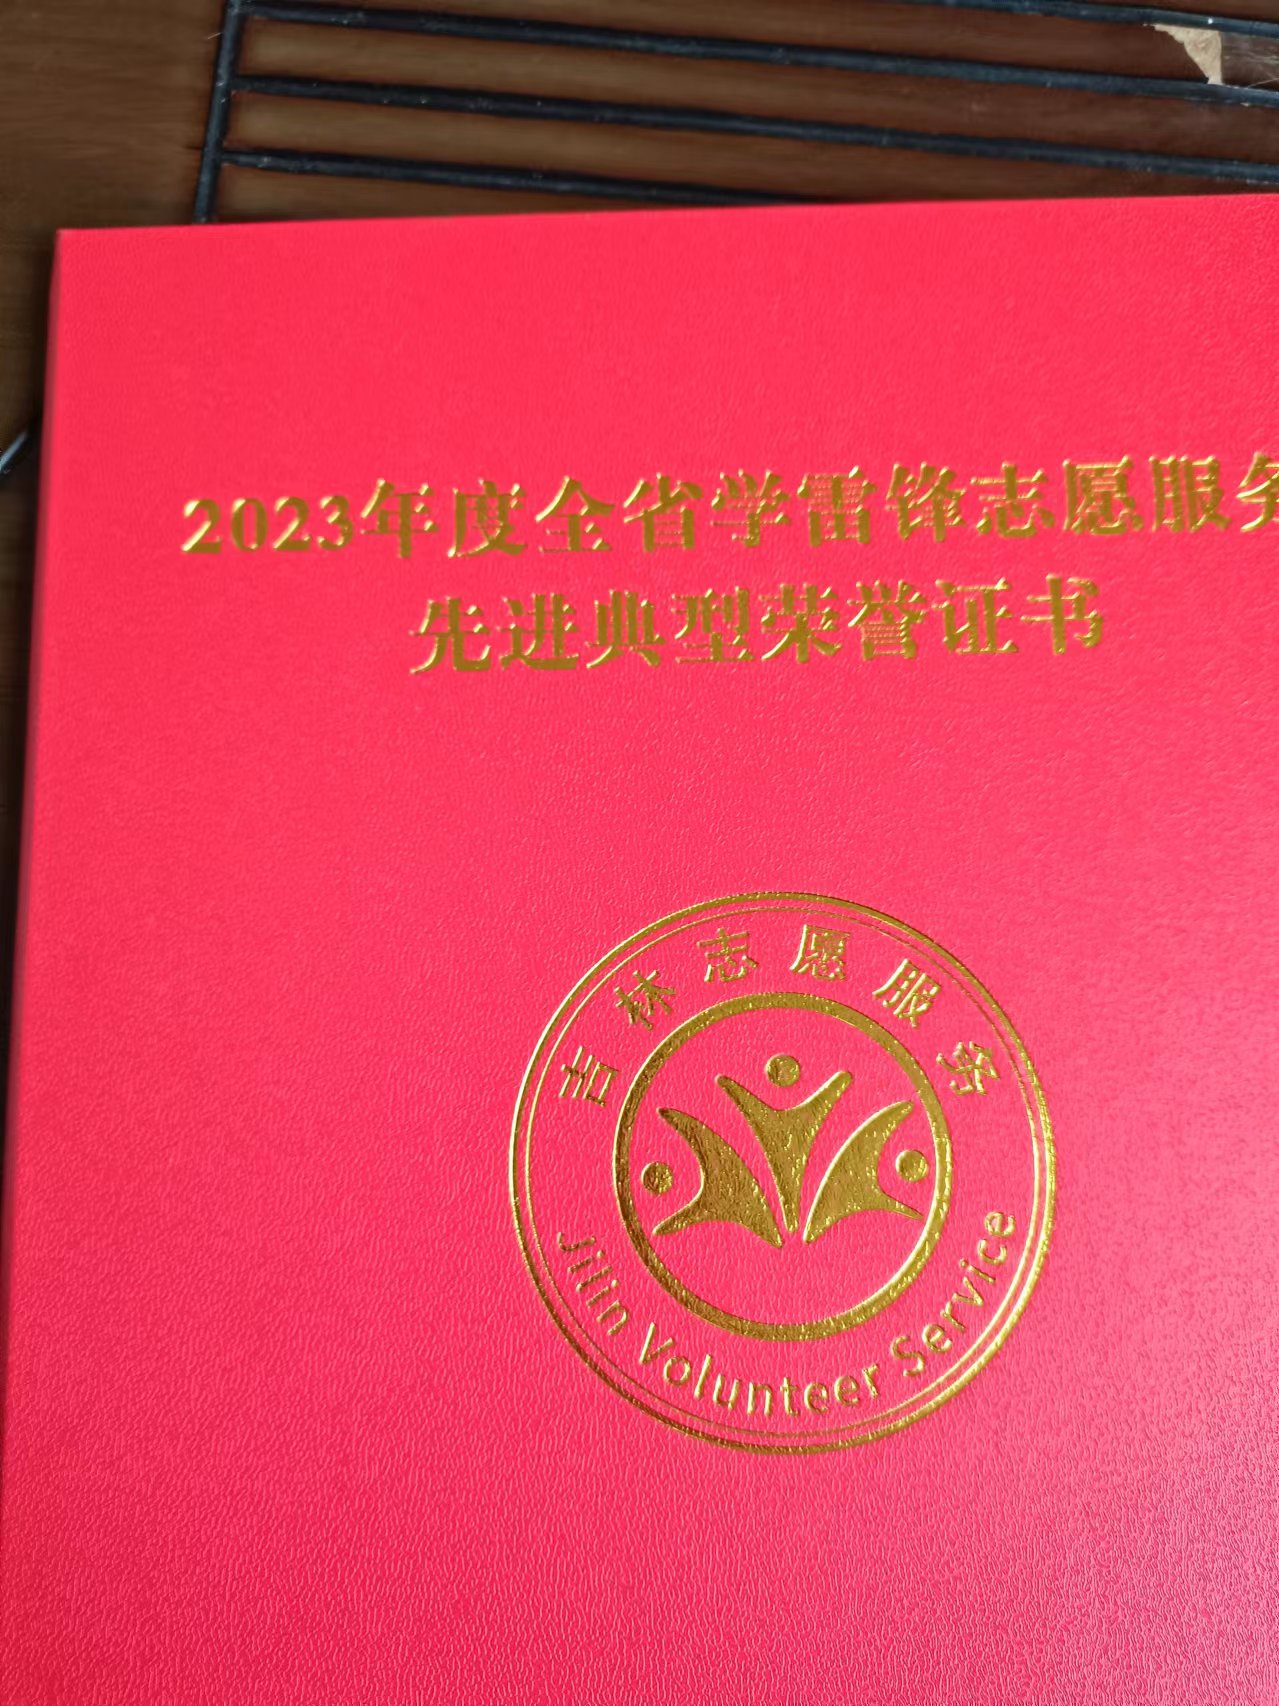 2023年度全省学雷锋志愿服务
先进典型荣誉证书
吉林志愿服务
Jilin Volunteer Service